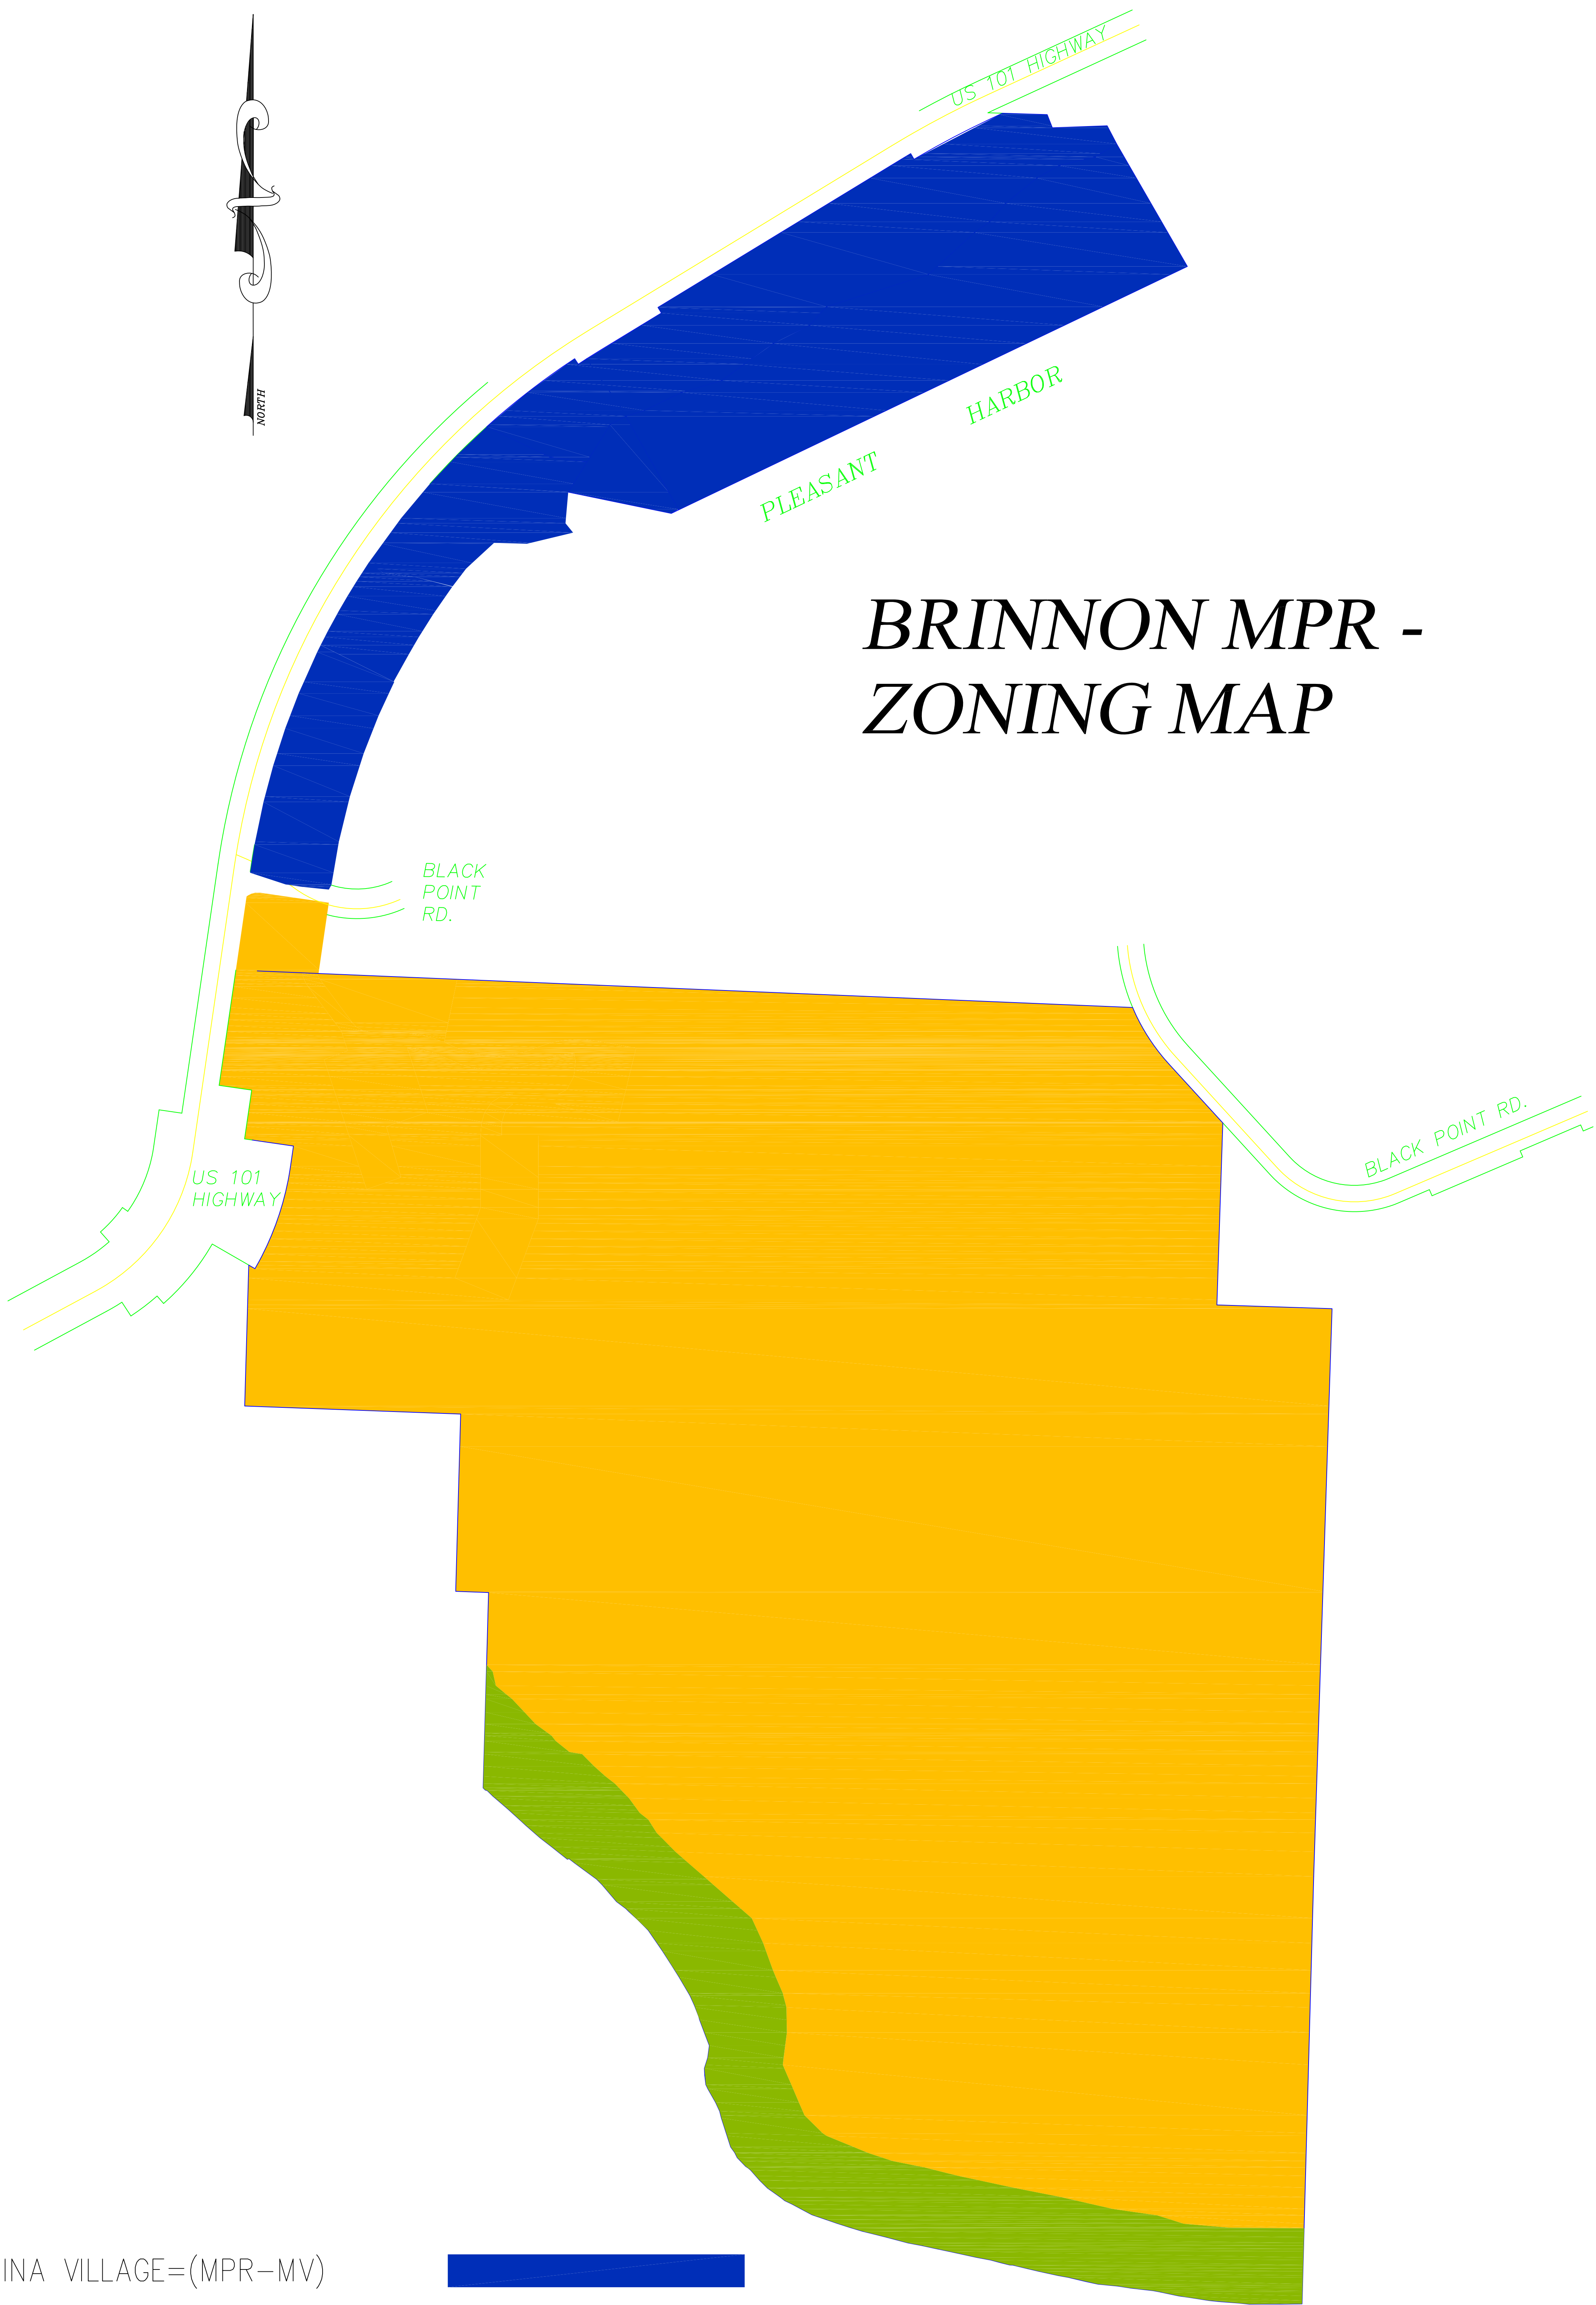 US 101 HIGHWAY
NORTH
HARBOR
PLEASANT
BRINNON MPR -
ZONING MAP
BLACK
POINT
RD.
BLACK POINT RD.
US 101
HIGHWAY
INA VILLAGE=(MPR-MV)